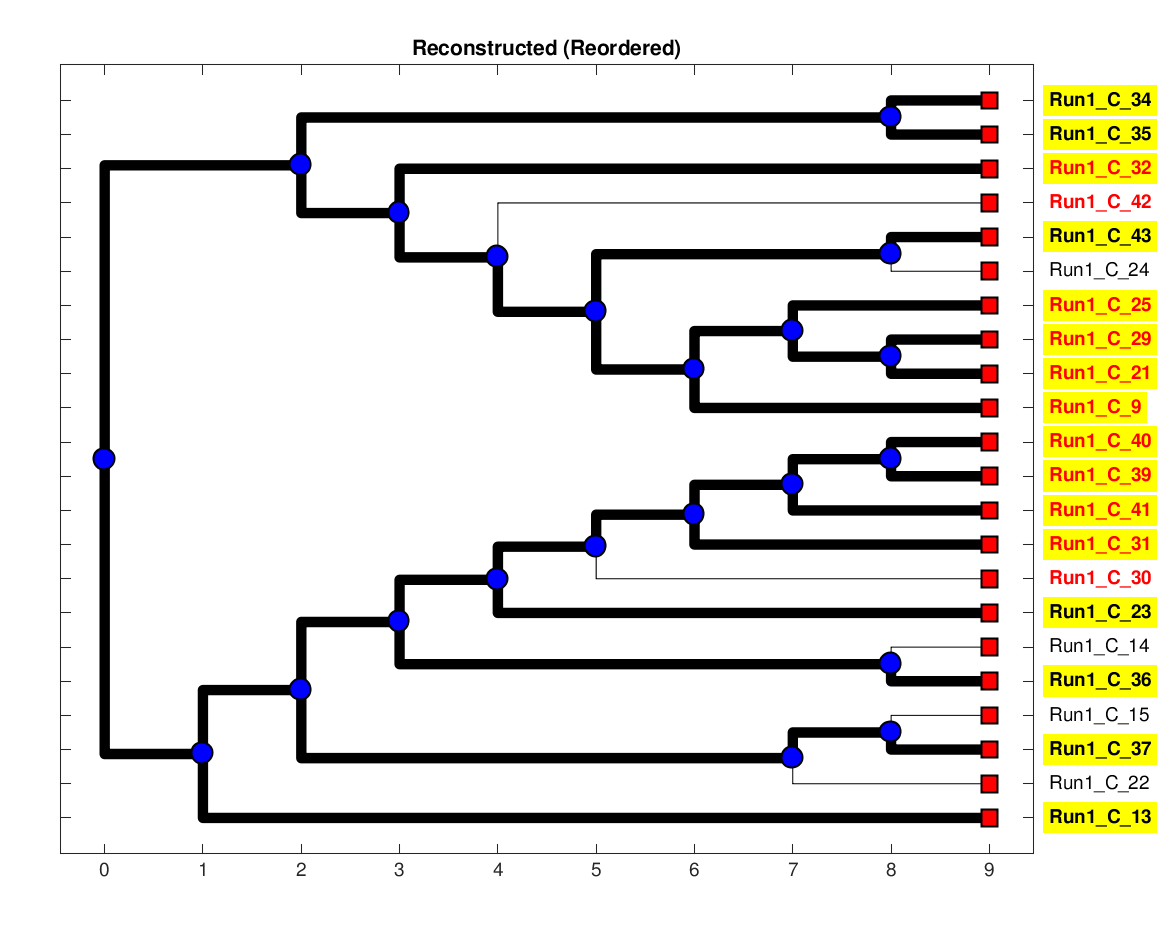 Reconstructed (Reordered)
Run1_C_34
Run1_C_35
Run1_C_32
Run1_C_42
Run1_C_43
Run1_C_24
Run1_C_25
Run1_C_29
Run1_C_21
Run1_C_9
Run1_C_40
Run1_C_39
Run1_C_41
Run1_C_31
Run1_C_30
Run1_C_23
Run1_C_14
Run1_C_36
Run1_C_15
Run1_C_37
Run1_C_22
Run1_C_13
0 1 2 3 4 5 6 7 8 9